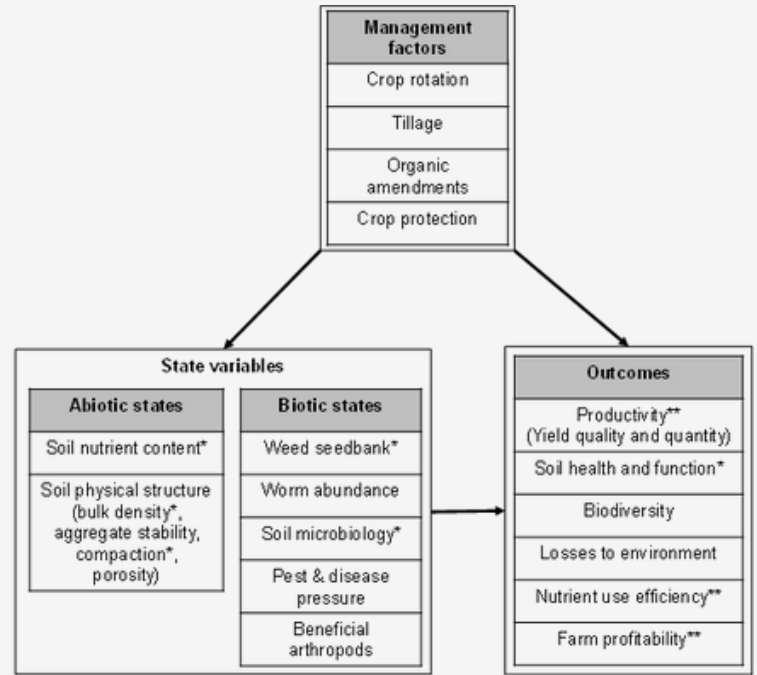 Management
factors
Crop rotation
Tillage
Organic
amendments
Crop protection
State variables
Abiotic states
Soil nutrient content*
Soil physical structure
(bulk density*,
aggregate stability,
compaction*,
porosity)
Biotic states
Weed seedbank*
Worm abundance
Soil microbiology*
Pest & disease
pressure
Beneficial
arthropods
Outcomes
Productivity**
(Yield quality and quantity)
Soil health and function*
Biodiversity
Losses to environment
Nutrient use efficiency**
Farm profitability**